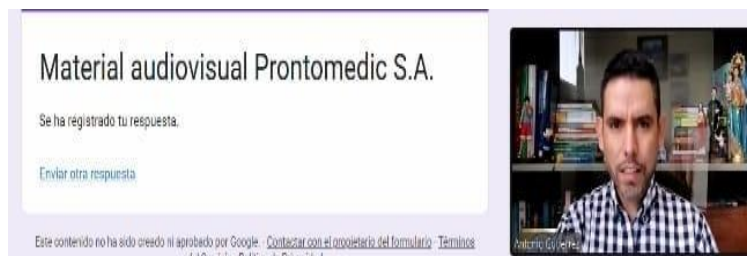 Material audiovisual Prontomedic S.A.
Se ha registrado tu respuesta.
Enviar otra respuesta
Este contenido no ha sido creado ni aprobado por Google. - Contactar con el propietario del formulario - Términos
Antonio Gutierrez